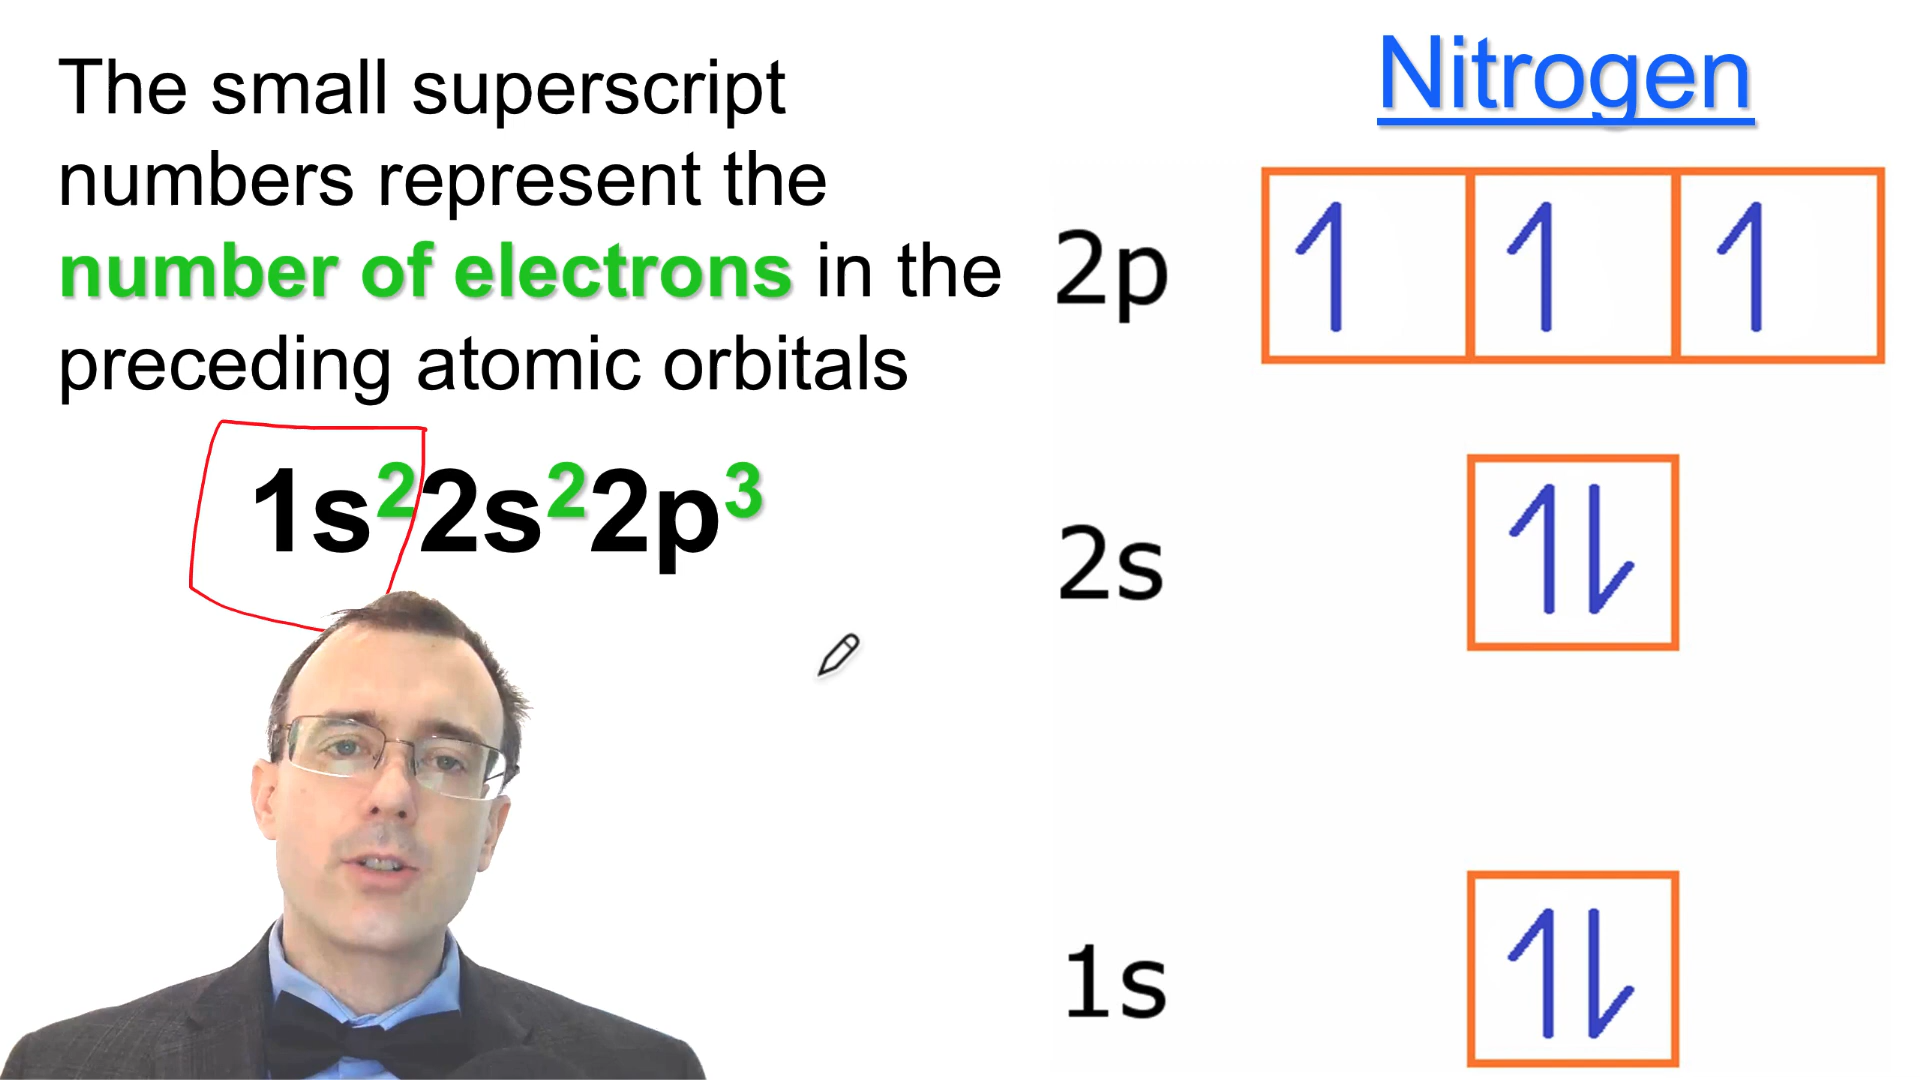 The small superscript
numbers represent the
number of electrons in the
preceding atomic orbitals
1s²2s²2p³
Nitrogen
2p
2s
1s